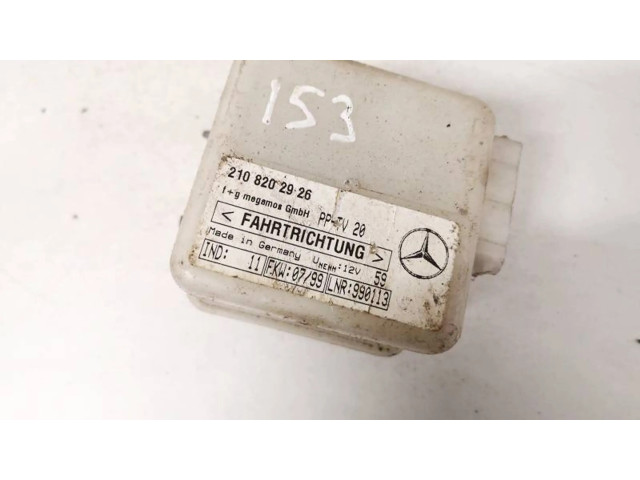 153
210 820 29 26
f+g megamos GmbH PP-TV 20
< FAHRTRICHTUNG >
Made in Germany UNENN:12V 59
IND: 11 FKW:07/99 LNR:990113